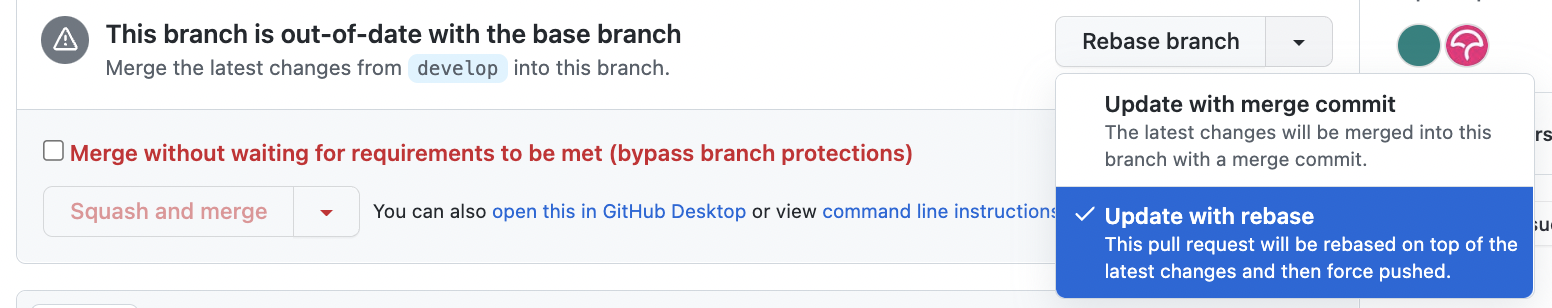 This branch is out-of-date with the base branch
Merge the latest changes from develop into this branch.
Rebase branch
Update with merge commit
The latest changes will be merged into this
branch with a merge commit.
Update with rebase
This pull request will be rebased on top of the
latest changes and then force pushed.
Merge without waiting for requirements to be met (bypass branch protections)
Squash and merge
You can also open this in GitHub Desktop or view command line instructions